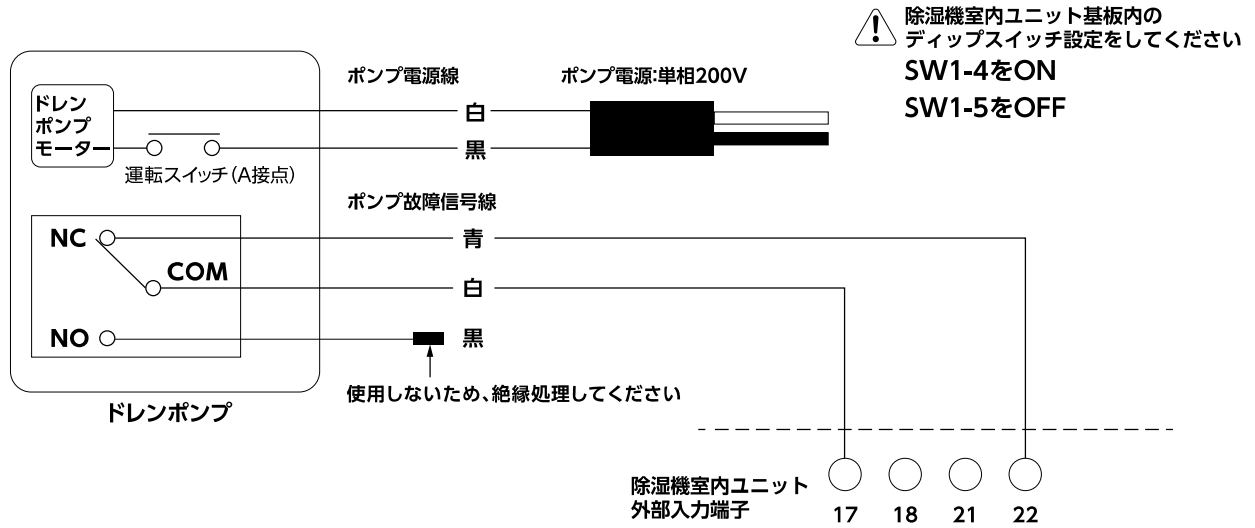 除湿機室内ユニット基板内の
ディップスイッチ設定をしてください
SW1-4をON
SW1-5をOFF
ポンプ電源線
ポンプ電源:単相200V
ドレン
ポンプ
モーター
白
黒
運転スイッチ(A接点)
ポンプ故障信号線
NC
青
COM
白
NO
黒
使用しないため、絶縁処理してください
ドレンポンプ
除湿機室内ユニット
外部入力端子
17 18 21 22